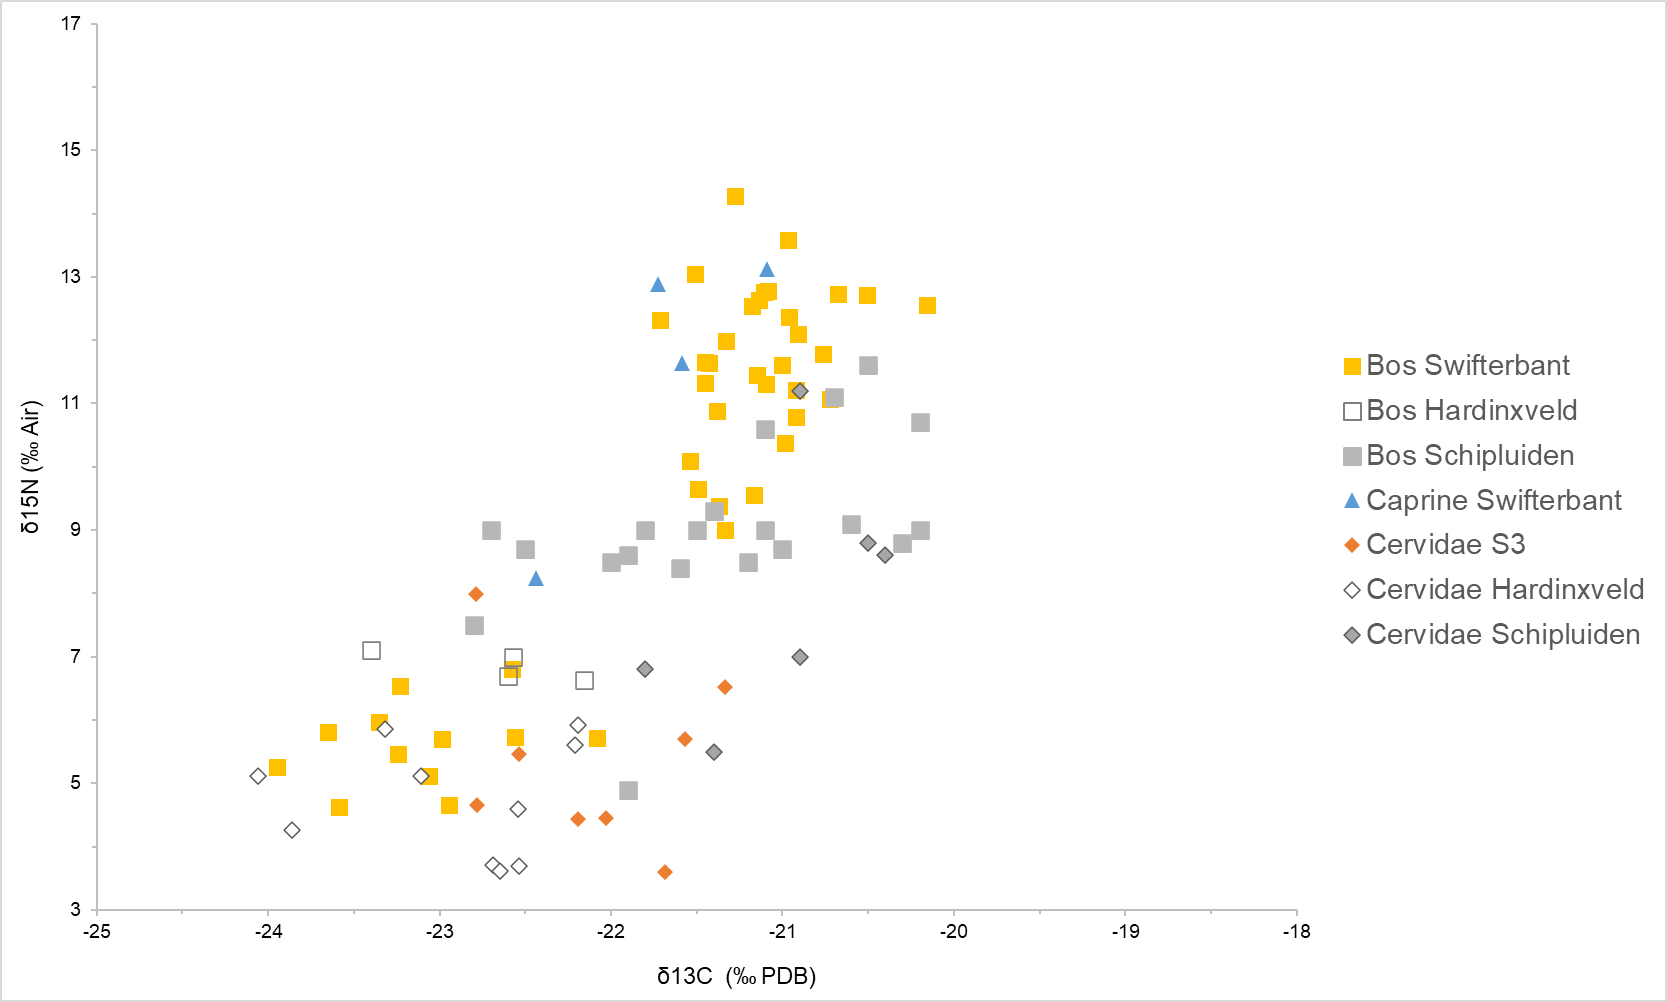 17
15
13
11
9
7
5
3
δ15N (‰ Air)
-25
-24
-23
-22
-21
-20
-19
-18
δ13C (‰ PDB)
Bos Swifterbant
Bos Hardinxveld
Bos Schipluiden
Caprine Swifterbant
Cervidae S3
Cervidae Hardinxveld
Cervidae Schipluiden